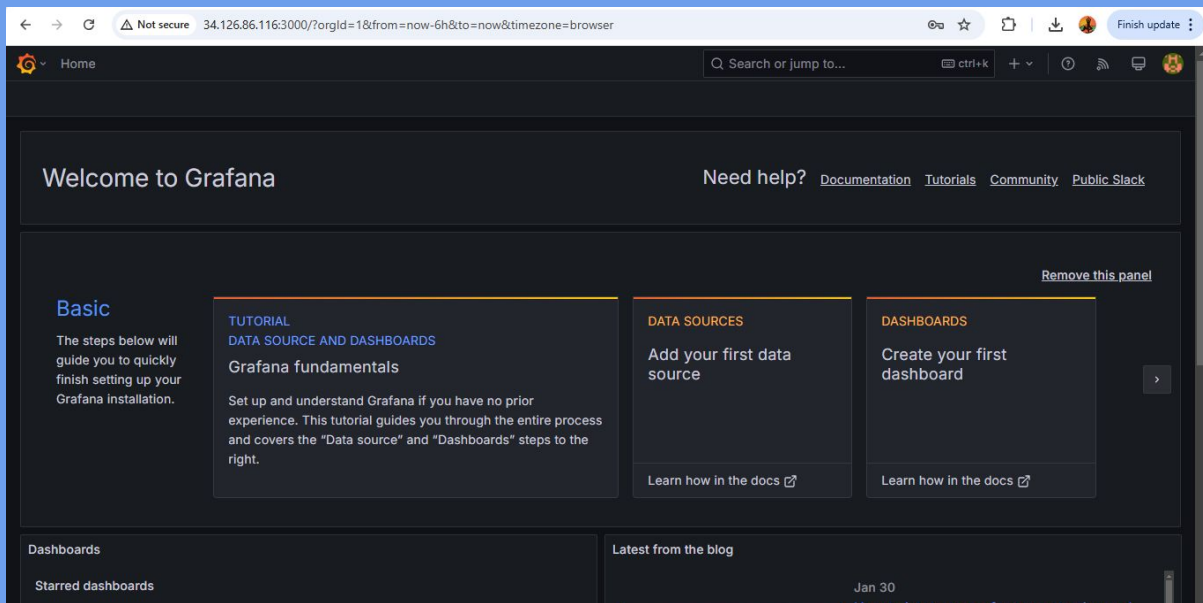 Not secure 34.126.86.116:3000/?orgId=1&from=now-6h&to=now&timezone=browser Finish update
Home Search or jump to... ctrl+k
Welcome to Grafana
Need help? Documentation Tutorials Community Public Slack
Remove this panel
Basic
The steps below will
guide you to quickly
finish setting up your
Grafana installation.
TUTORIAL
DATA SOURCE AND DASHBOARDS
Grafana fundamentals
Set up and understand Grafana if you have no prior
experience. This tutorial guides you through the entire process
and covers the “Data source” and “Dashboards” steps to the
right.
DATA SOURCES
Add your first data
source
Learn how in the docs
DASHBOARDS
Create your first
dashboard
Learn how in the docs
Dashboards
Starred dashboards
Latest from the blog
Jan 30